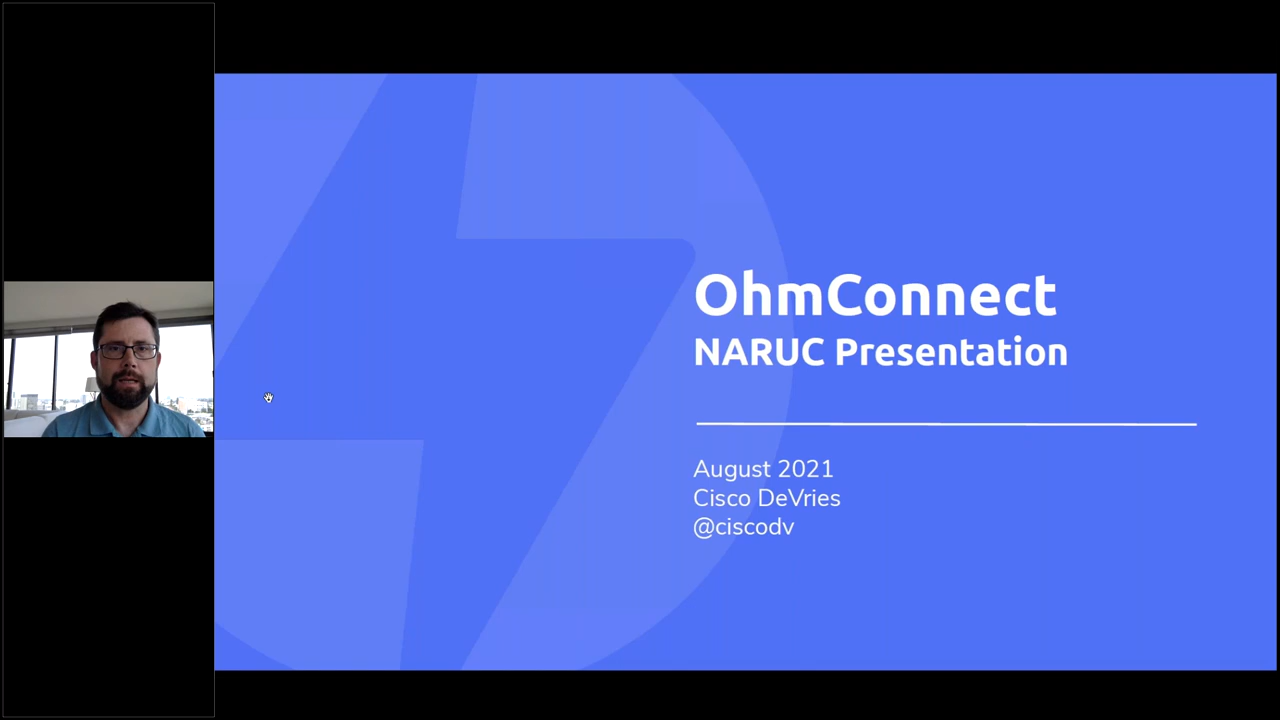 OhmConnect
NARUC Presentation
August 2021
Cisco DeVries
@ciscodv